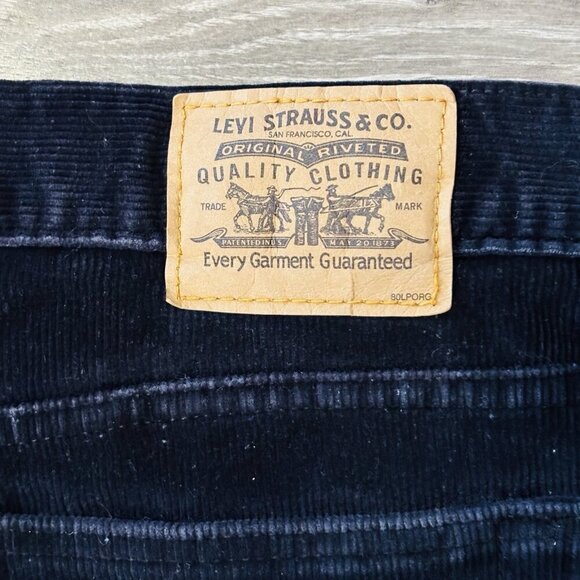 LEVI STRAUSS & CO.
SAN FRANCISCO, CAL.
ORIGINAL RIVETED
QUALITY CLOTHING
TRADE MARK
PATENTED IN U.S. MAY 20 1873
Every Garment Guaranteed
80LPORG